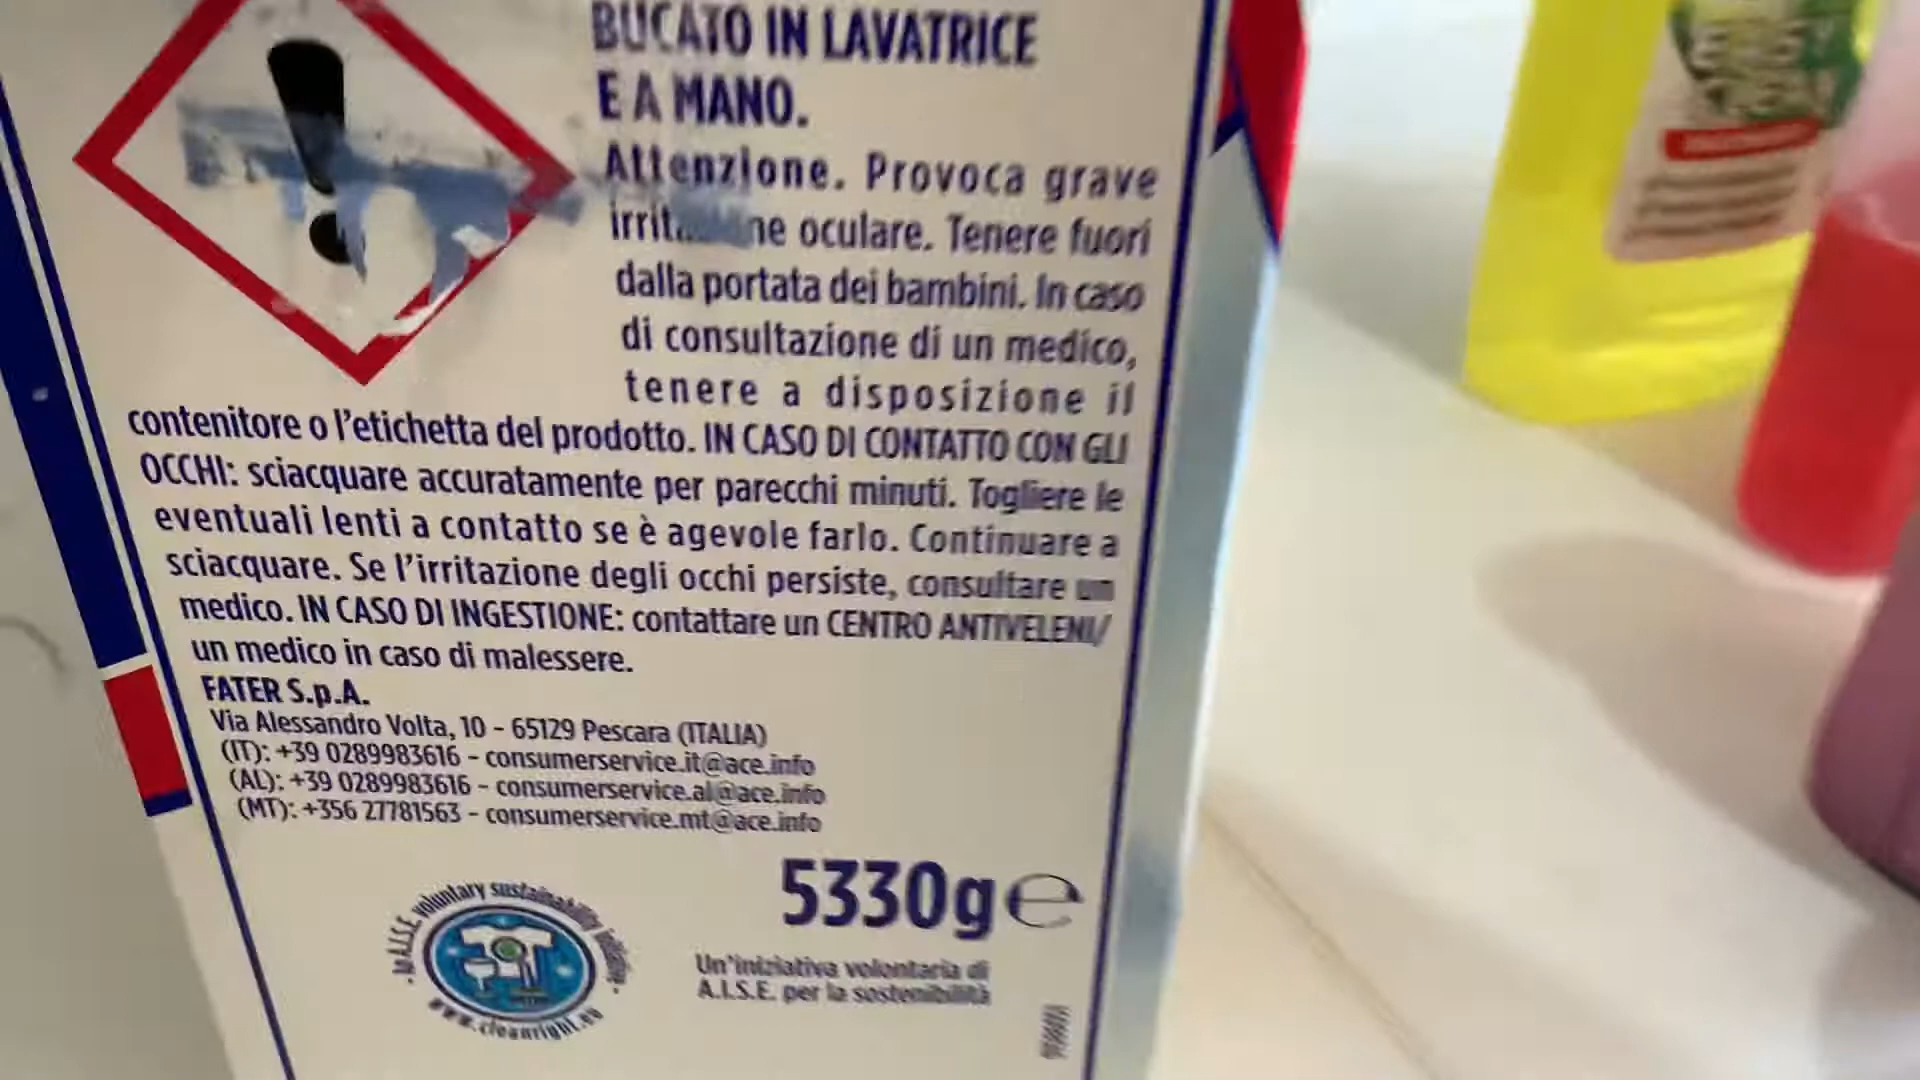 BUCATO IN LAVATRICE
E A MANO.
Attenzione. Provoca grave
oculare. Tenere fuori
dalla portata dei bambini. In caso
di consultazione di un medico,
tenere a disposizione il
contenitore o l'etichetta del prodotto. IN CASO DI CONTATTO CON GLI
OCCHI: sciacquare accuratamente per parecchi minuti. Togliere le
eventuali lenti a contatto se è agevole farlo. Continuare a
sciacquare. Se l'irritazione degli occhi persiste, consultare un
medico. IN CASO DI INGESTIONE: contattare un CENTRO ANTIVELENI/
un medico in caso di malessere.
FATER S.p.A.
Via Alessandro Volta, 10 - 65129 Pescara (ITALIA)
(IT): +39 0289983616 - consumerservice.it@ace.info
(AL): +39 0289983616 - consumerservice.al@ace.info
(MT): +356 27781563 - consumerservice.mt@ace.info
5330g e
A.I.S.E. voluntary sustainability initiative
www.cleanright.eu
Un'iniziativa volontaria di
A.I.S.E. per la sostenibilità